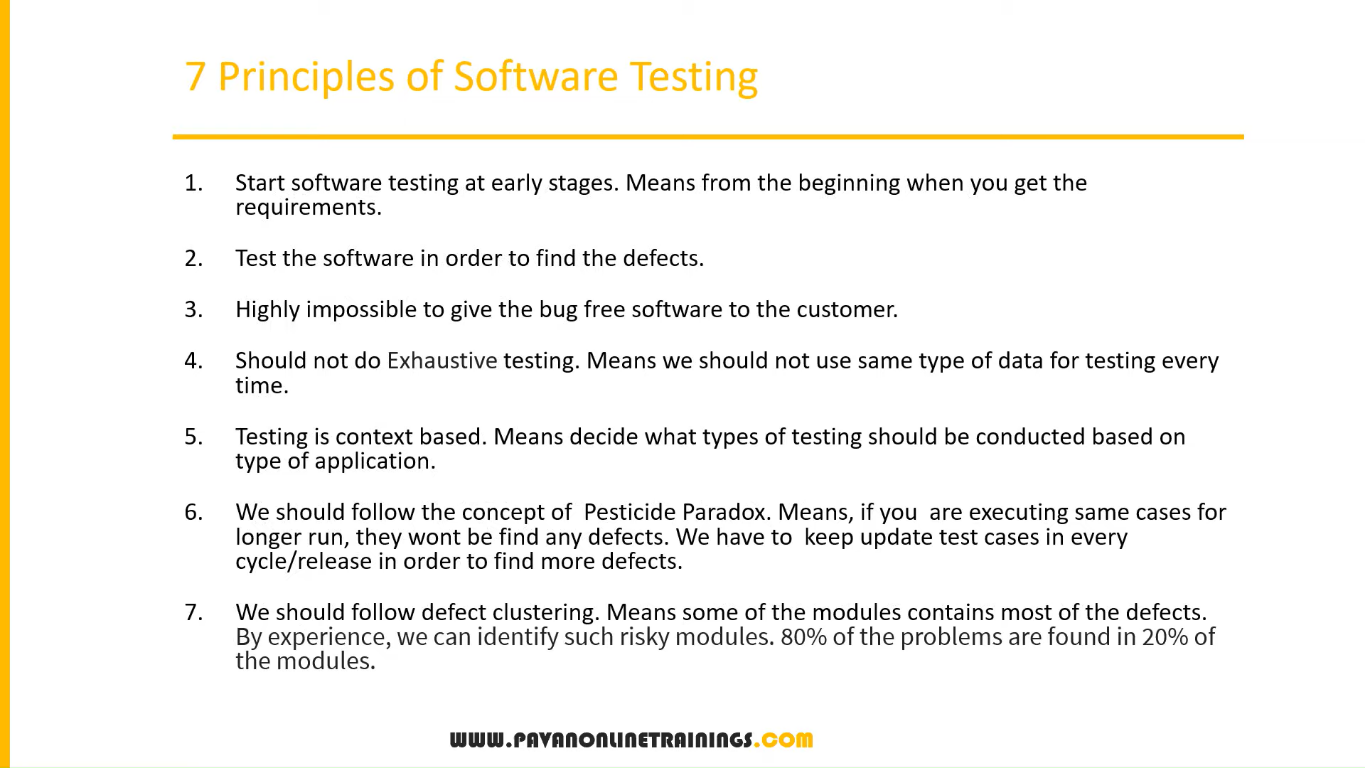 7 Principles of Software Testing
1. Start software testing at early stages. Means from the beginning when you get the
requirements.
2. Test the software in order to find the defects.
3. Highly impossible to give the bug free software to the customer.
4. Should not do Exhaustive testing. Means we should not use same type of data for testing every
time.
5. Testing is context based. Means decide what types of testing should be conducted based on
type of application.
6. We should follow the concept of  Pesticide Paradox. Means, if you  are executing same cases for
longer run, they wont be find any defects. We have to  keep update test cases in every
cycle/release in order to find more defects.
7. We should follow defect clustering. Means some of the modules contains most of the defects.
By experience, we can identify such risky modules. 80% of the problems are found in 20% of
the modules.
WWW.PAVANONLINETRAININGS.COM